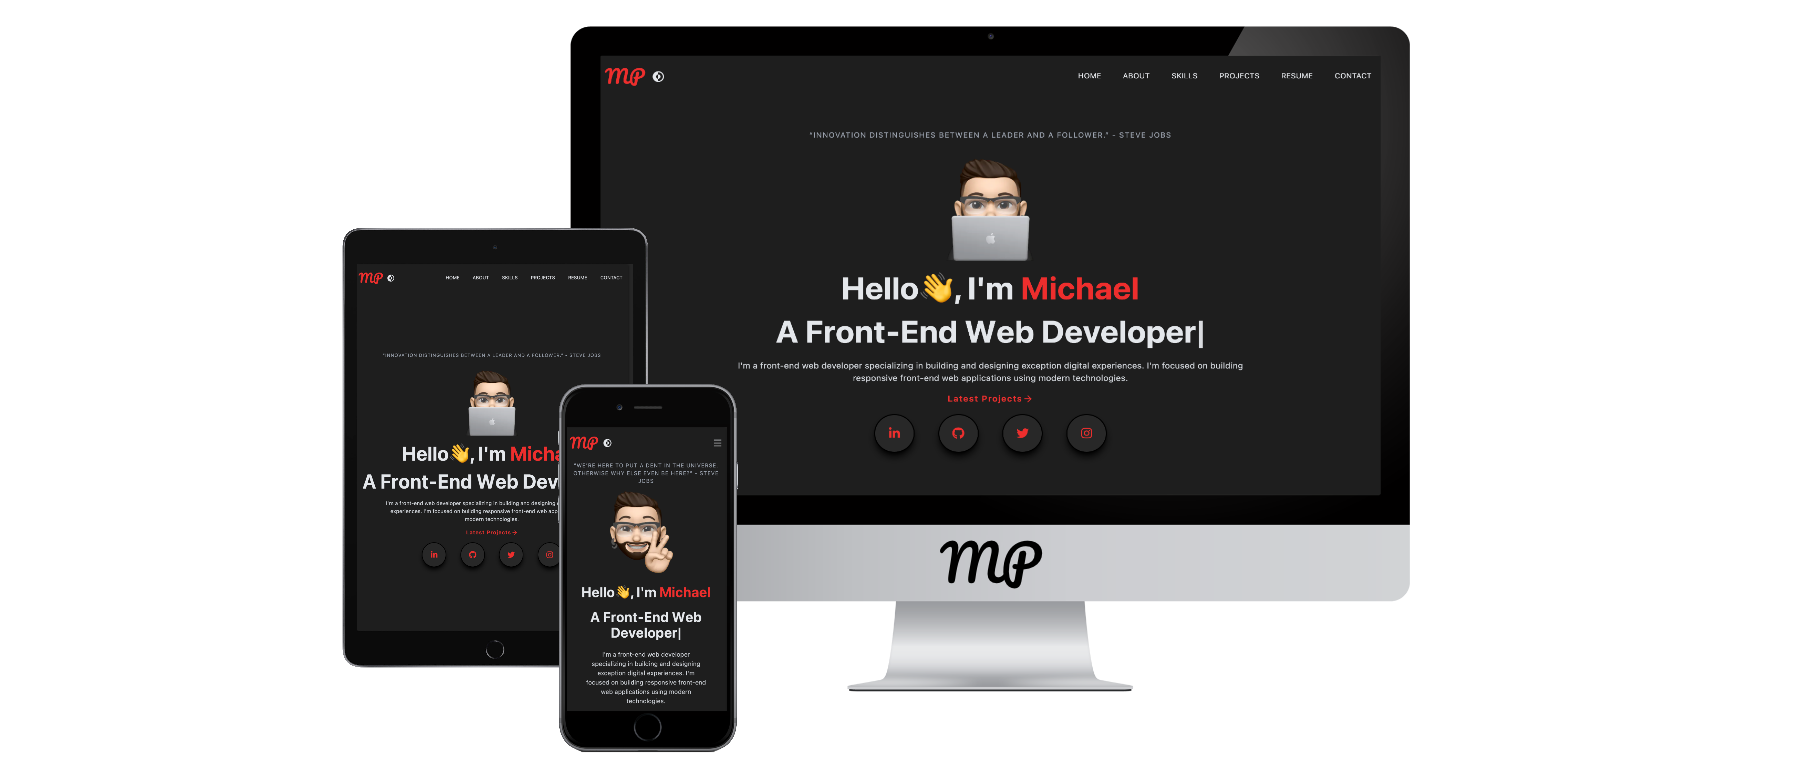 MP
HOME ABOUT SKILLS PROJECTS RESUME CONTACT
"INNOVATION DISTINGUISHES BETWEEN A LEADER AND A FOLLOWER." - STEVE JOBS
Hello👋, I'm Michael
A Front-End Web Developer|
I'm a front-end web developer specializing in building and designing exception digital experiences. I'm focused on building
responsive front-end web applications using modern technologies.
Latest Projects →
in
MP
MP
HOME ABOUT SKILLS PROJECTS RESUME CONTACT
"INNOVATION DISTINGUISHES BETWEEN A LEADER AND A FOLLOWER." - STEVE JOBS
Hello👋, I'm Micha
A Front-End Web Dev
I'm a front-end web developer specializing in building and designing
experiences. I'm focused on building responsive front-end web app
modern technologies.
Latest Projects →
in
MP
"WE'RE HERE TO PUT A DENT IN THE UNIVERSE.
OTHERWISE WHY ELSE EVEN BE HERE?" - STEVE
JOBS
Hello👋, I'm Michael
A Front-End Web
Developer|
I'm a front-end web developer
specializing in building and designing
exception digital experiences. I'm
focused on building responsive front-end
web applications using modern
technologies.